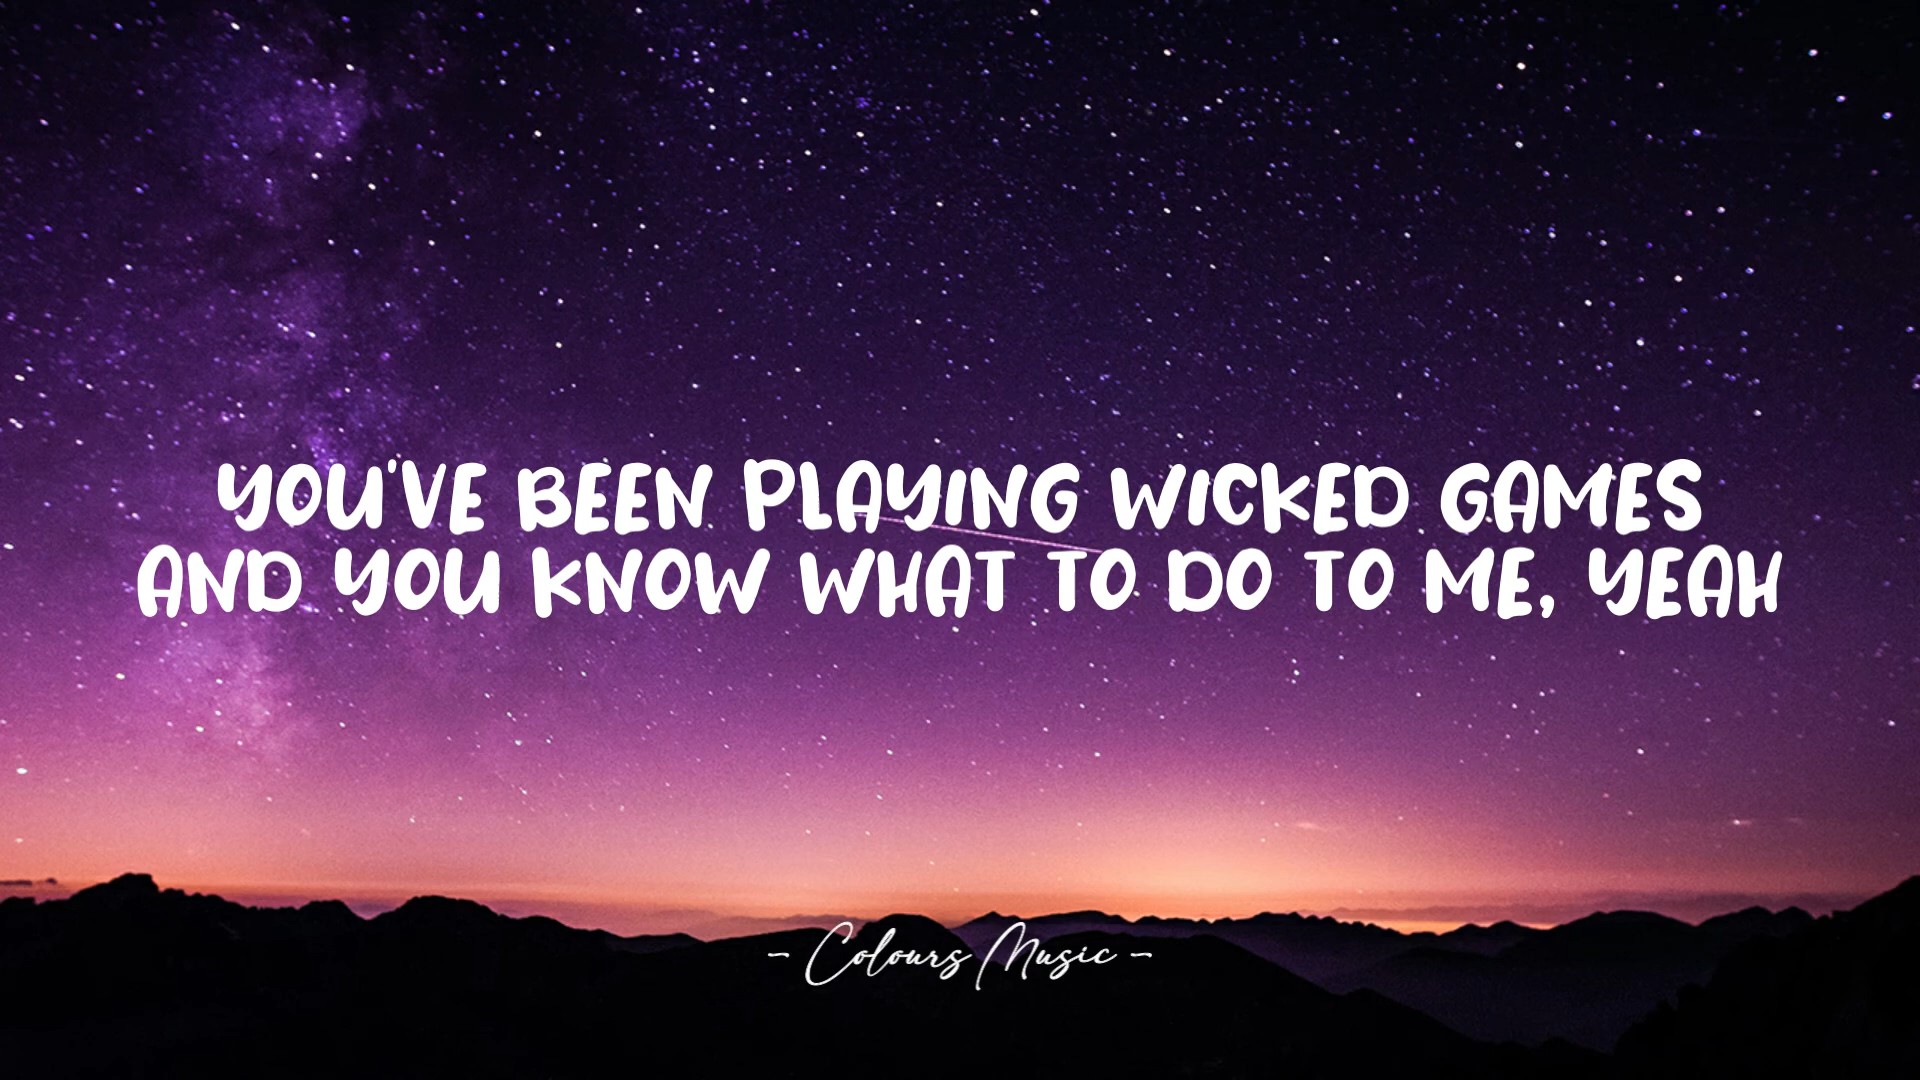 YOU'VE BEEN PLAYING WICKED GAMES
AND YOU KNOW WHAT TO DO TO ME, YEAH
- Colours Music -